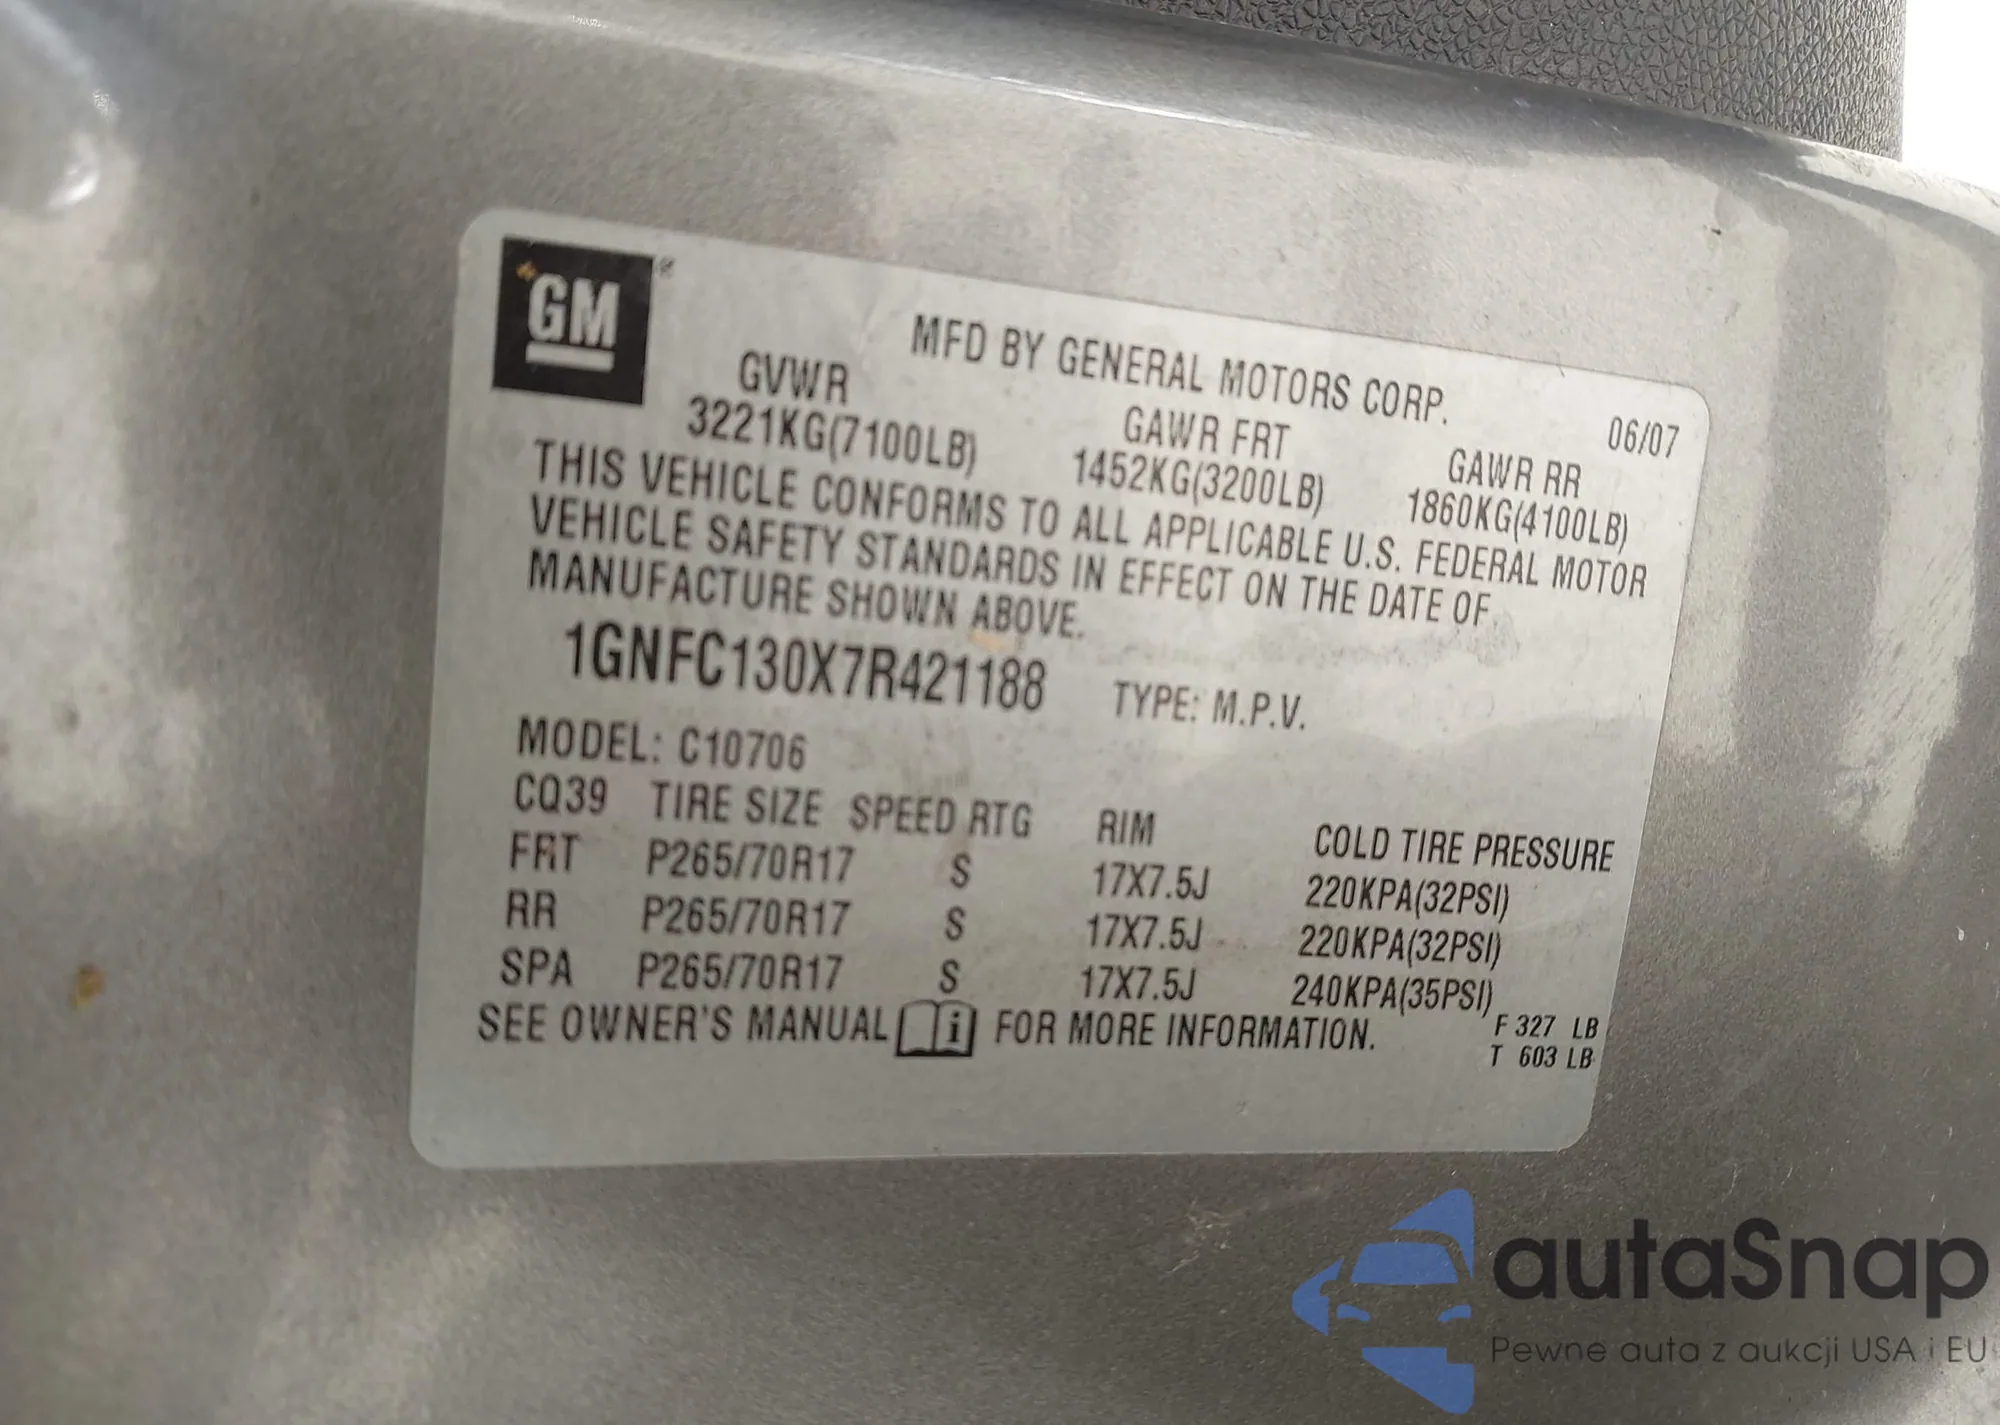 GM ®
MFD BY GENERAL MOTORS CORP. 06/07
GVWR GAWR FRT GAWR RR
3221KG(7100LB) 1452KG(3200LB) 1860KG(4100LB)
THIS VEHICLE CONFORMS TO ALL APPLICABLE U.S. FEDERAL MOTOR
VEHICLE SAFETY STANDARDS IN EFFECT ON THE DATE OF
MANUFACTURE SHOWN ABOVE.
1GNFC130X7R421188 TYPE: M.P.V.
MODEL: C10706
CQ39 TIRE SIZE SPEED RTG RIM COLD TIRE PRESSURE
FRT P265/70R17 S 17X7.5J 220KPA(32PSI)
RR P265/70R17 S 17X7.5J 220KPA(32PSI)
SPA P265/70R17 S 17X7.5J 240KPA(35PSI)
SEE OWNER'S MANUAL i FOR MORE INFORMATION.
F 327 LB
T 603 LB
autaSnap
Pewne auta z aukcji USA i EU